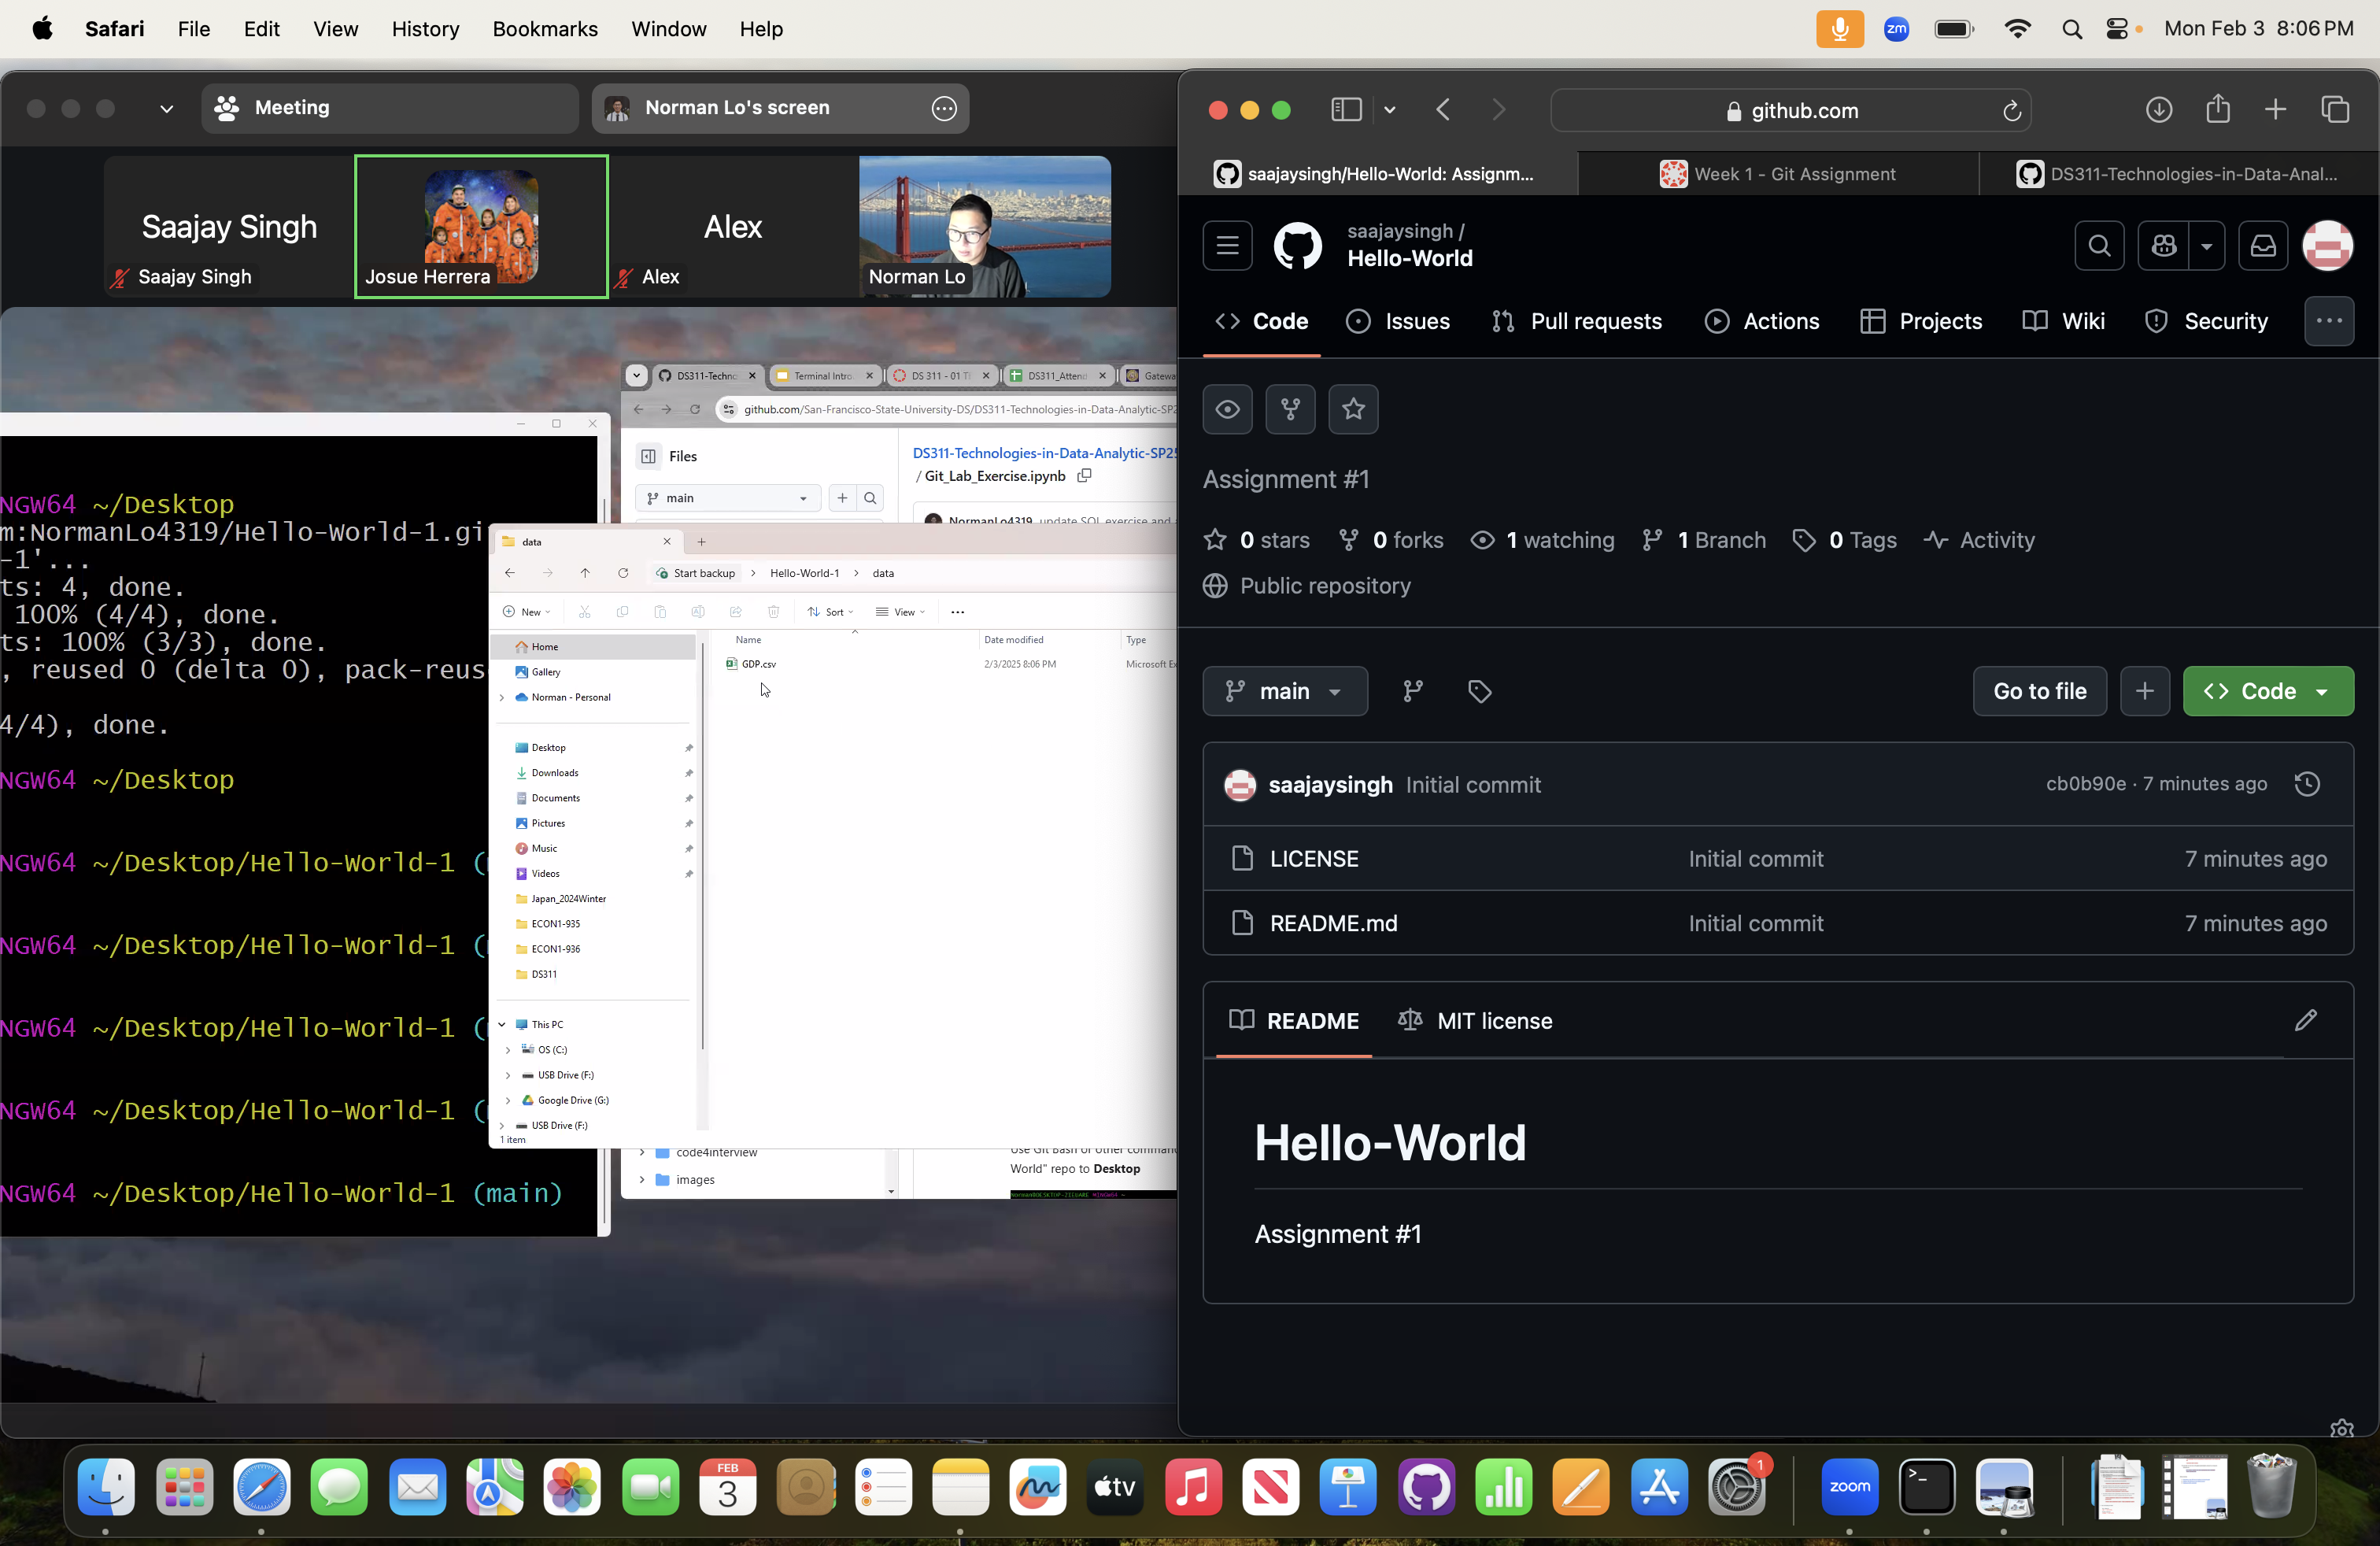 Safari File Edit View History Bookmarks Window Help
zm
Mon Feb 3 8:06 PM
Meeting
Norman Lo's screen
Saajay Singh
Saajay Singh
Josue Herrera
Alex
Alex
Norman Lo
NGW64 ~/Desktop
m:NormanLo4319/Hello-World-1.gi
-1'...
ts: 4, done.
100% (4/4), done.
ts: 100% (3/3), done.
, reused 0 (delta 0), pack-reus
4/4), done.
NGW64 ~/Desktop
NGW64 ~/Desktop/Hello-World-1 (
NGW64 ~/Desktop/Hello-World-1 (
NGW64 ~/Desktop/Hello-World-1 (
NGW64 ~/Desktop/Hello-World-1 (
NGW64 ~/Desktop/Hello-World-1 (main)
DS311-Techno
Terminal Intro
DS 311 - 01 T
DS311_Attend
Gatewa
github.com/San-Francisco-State-University-DS/DS311-Technologies-in-Data-Analytic-SP2
Files
main
DS311-Technologies-in-Data-Analytic-SP25
/ Git_Lab_Exercise.ipynb
NormanLo4319 update SQL exercise and
data
Start backup > Hello-World-1 > data
New Sort View
Name Date modified Type
GDP.csv 2/3/2025 8:06 PM Microsoft Ex
Home
Gallery
Norman - Personal
Desktop
Downloads
Documents
Pictures
Music
Videos
Japan_2024Winter
ECON1-935
ECON1-936
DS311
This PC
OS (C:)
USB Drive (F:)
Google Drive (G:)
USB Drive (F:)
1 item
code4interview
images
Use Git Bash or other comman
World" repo to Desktop
github.com
saajaysingh/Hello-World: Assignm...
Week 1 - Git Assignment
DS311-Technologies-in-Data-Anal...
saajaysingh /
Hello-World
Code Issues Pull requests Actions Projects Wiki Security
Assignment #1
0 stars 0 forks 1 watching 1 Branch 0 Tags Activity
Public repository
main
Go to file
Code
saajaysingh Initial commit cb0b90e · 7 minutes ago
LICENSE Initial commit 7 minutes ago
README.md Initial commit 7 minutes ago
README MIT license
Hello-World
Assignment #1
FEB
3
tv
1
zoom